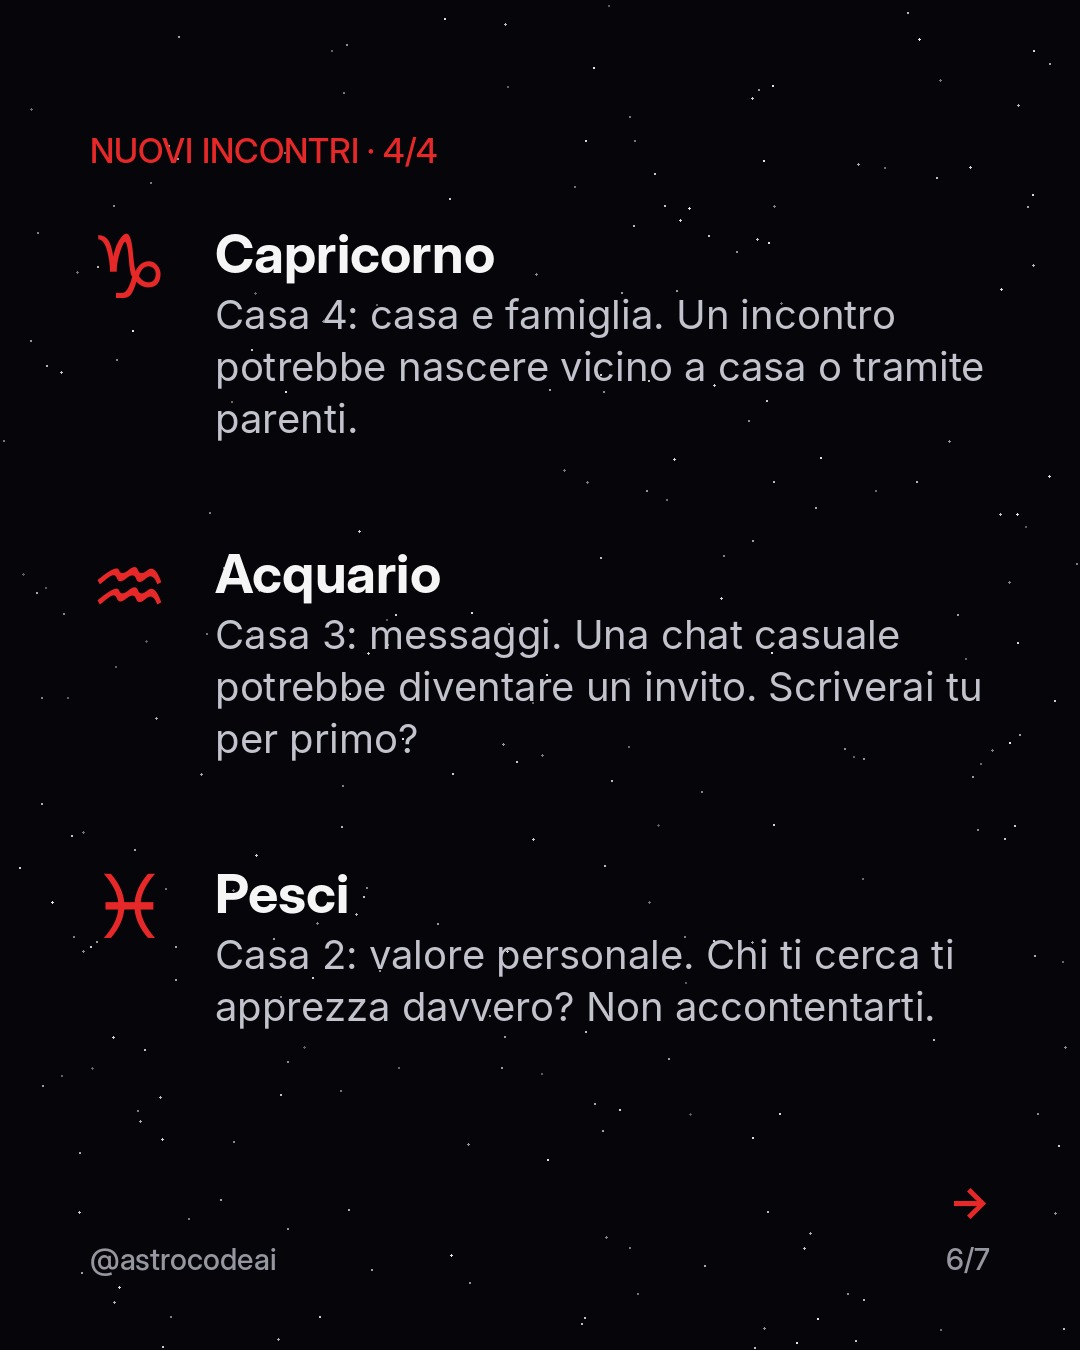 NUOVI INCONTRI · 4/4
♑ Capricorno
Casa 4: casa e famiglia. Un incontro
potrebbe nascere vicino a casa o tramite
parenti.
♒ Acquario
Casa 3: messaggi. Una chat casuale
potrebbe diventare un invito. Scriverai tu
per primo?
♓ Pesci
Casa 2: valore personale. Chi ti cerca ti
apprezza davvero? Non accontentarti.
→
@astrocodeai
6/7